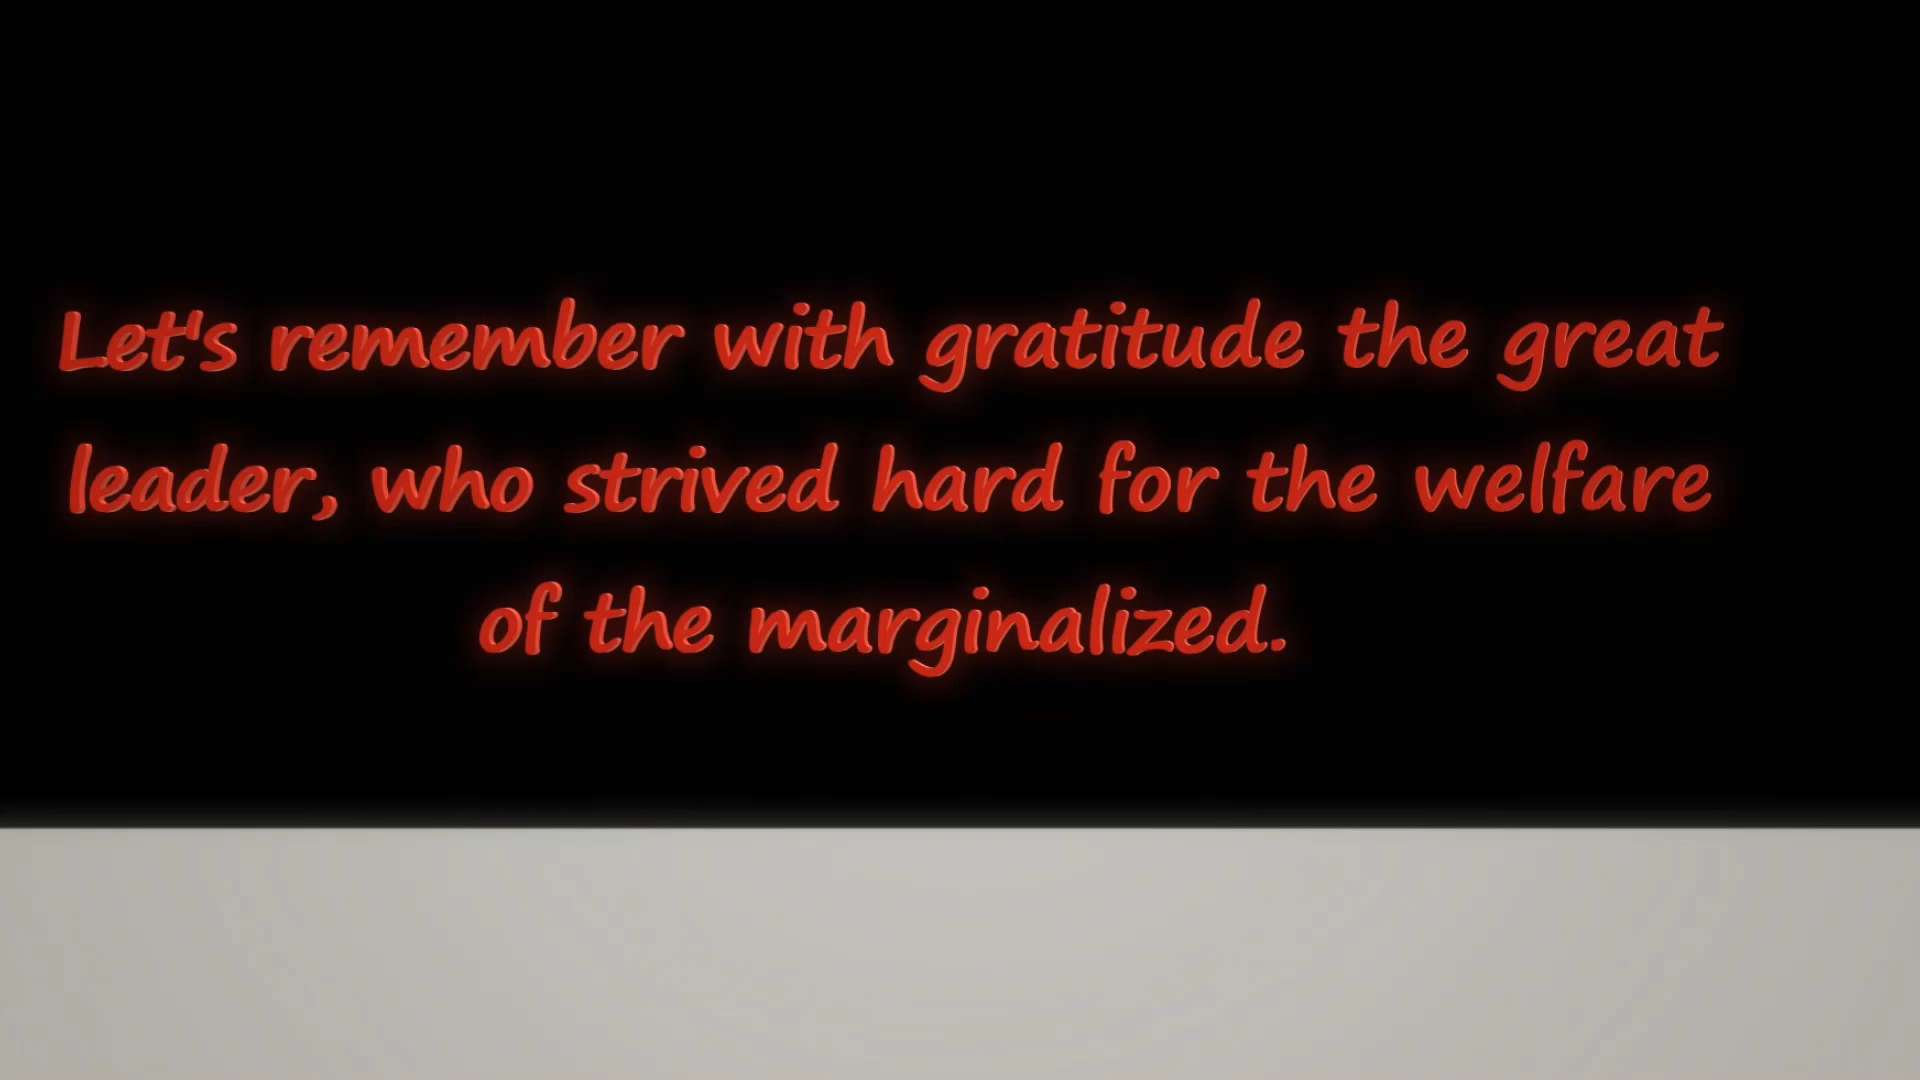 Let's remember with gratitude the great
leader, who strived hard for the welfare
of the marginalized.